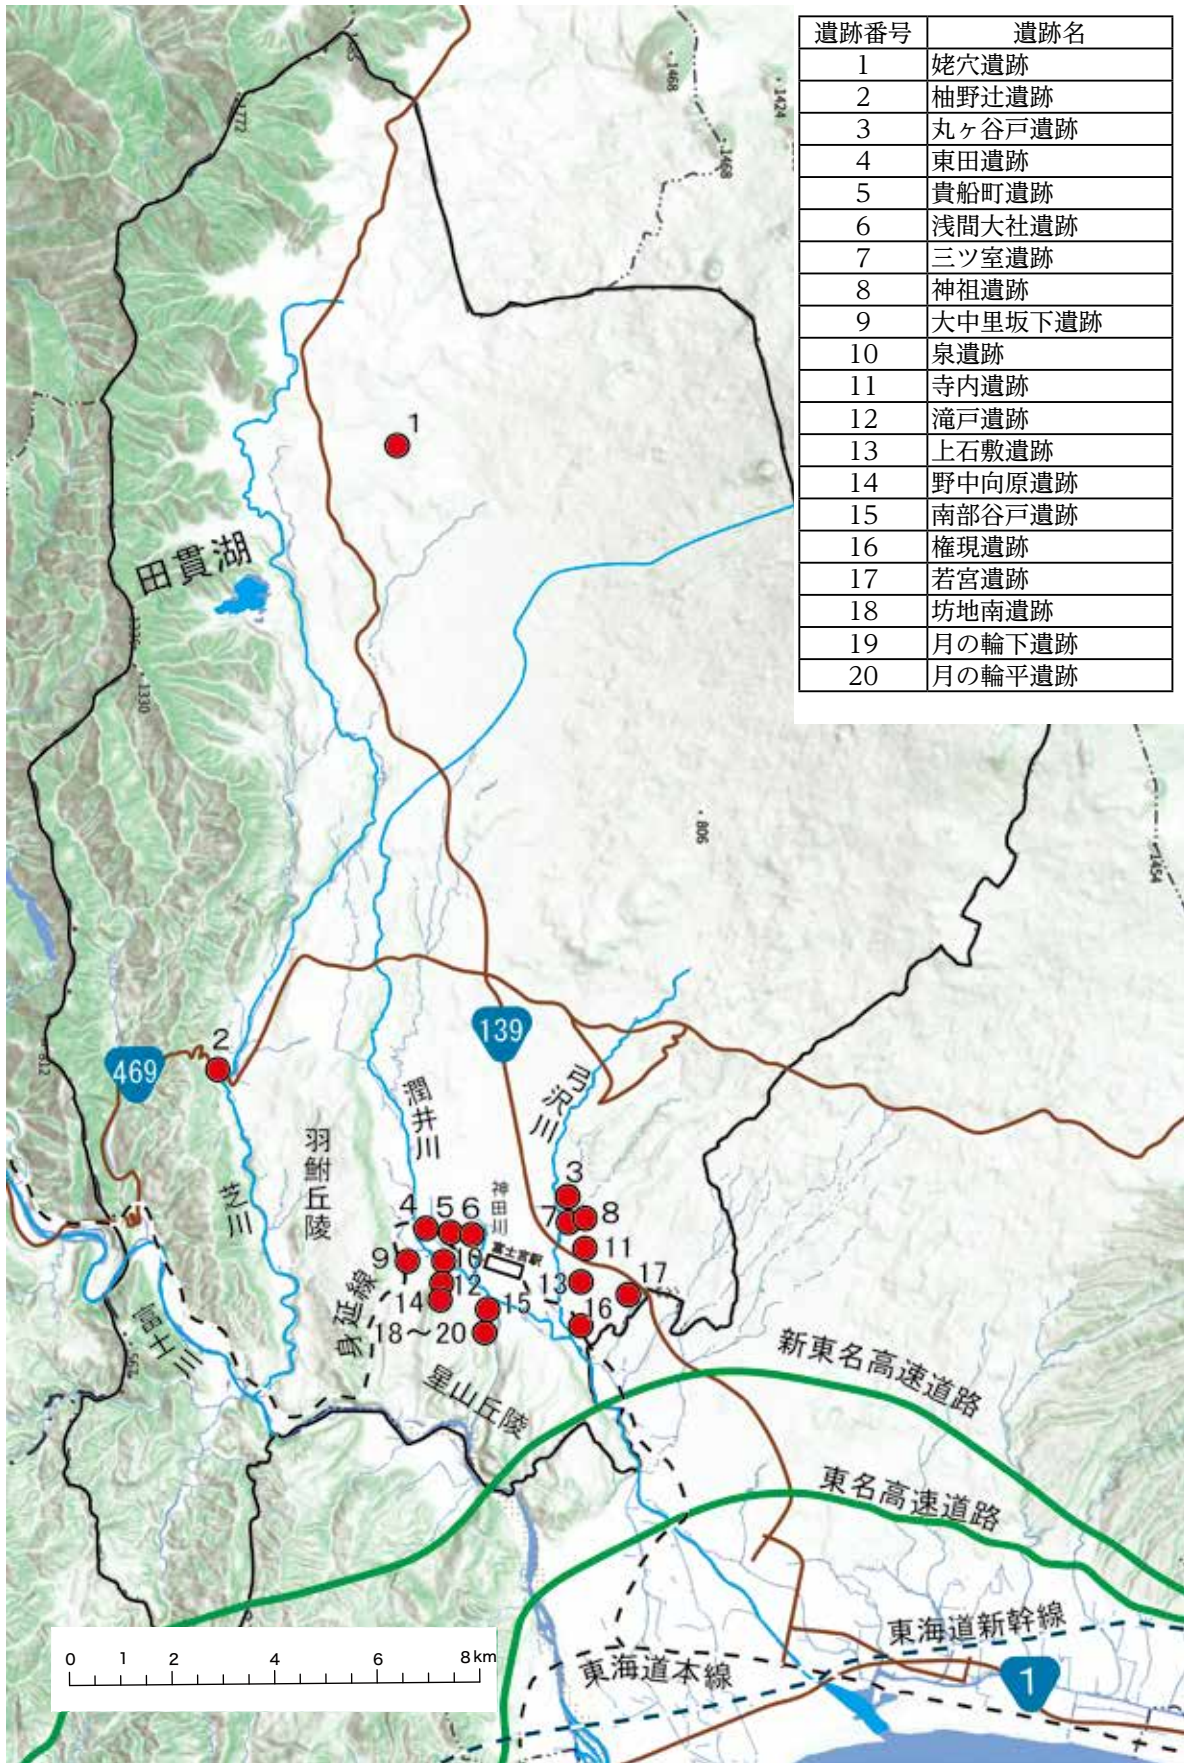 遺跡番号 遺跡名
1 姥穴遺跡
2 柚野辻遺跡
3 丸ヶ谷戸遺跡
4 東田遺跡
5 貴船町遺跡
6 浅間大社遺跡
7 三ツ室遺跡
8 神祖遺跡
9 大中里坂下遺跡
10 泉遺跡
11 寺内遺跡
12 滝戸遺跡
13 上石敷遺跡
14 野中向原遺跡
15 南部谷戸遺跡
16 権現遺跡
17 若宮遺跡
18 坊地南遺跡
19 月の輪下遺跡
20 月の輪平遺跡
1468
1424
1772
1468
1
田貫湖
1336
1330
806
1454
139
2
469
612
潤井川
弓沢川
羽鮒丘陵
芝川
神田川
3
4
5
6
7
8
9
10
富士宮駅
11
12
13
17
14
15
16
18～20
身延線
富士川
562
星山丘陵
新東名高速道路
東名高速道路
東海道新幹線
東海道本線
1
0 1 2 4 6 8km